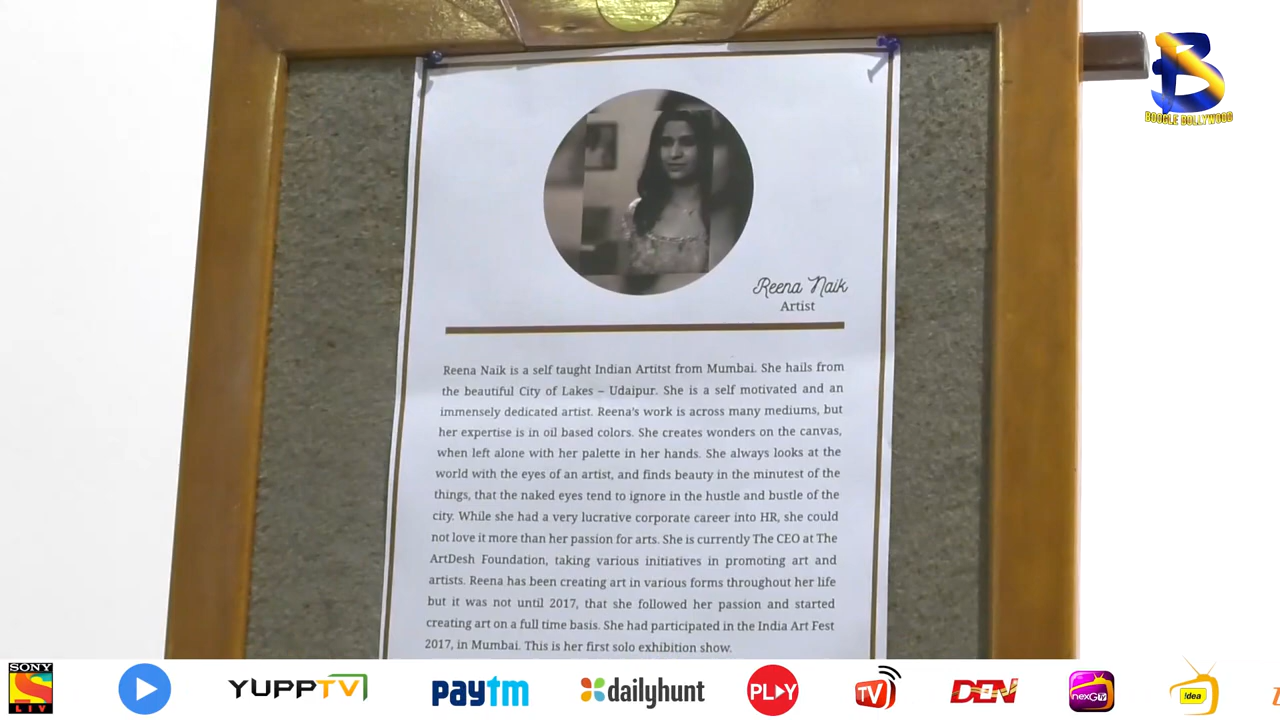 BOOGLE BOLLYWOOD
Reena Naik
Artist
Reena Naik is a self taught Indian Artitst from Mumbai. She hails from
the beautiful City of Lakes – Udaipur. She is a self motivated and an
immensely dedicated artist. Reena's work is across many mediums, but
her expertise is in oil based colors. She creates wonders on the canvas,
when left alone with her palette in her hands. She always looks at the
world with the eyes of an artist, and finds beauty in the minutest of the
things, that the naked eyes tend to ignore in the hustle and bustle of the
city. While she had a very lucrative corporate career into HR, she could
not love it more than her passion for arts. She is currently The CEO at The
ArtDesh Foundation, taking various initiatives in promoting art and
artists. Reena has been creating art in various forms throughout her life
but it was not until 2017, that she followed her passion and started
creating art on a full time basis. She had participated in the India Art Fest
2017, in Mumbai. This is her first solo exhibition show.
SONY
LIV
YUPPTV
paytm
dailyhunt
PLAY
TV
DEN
nexGTv
!dea